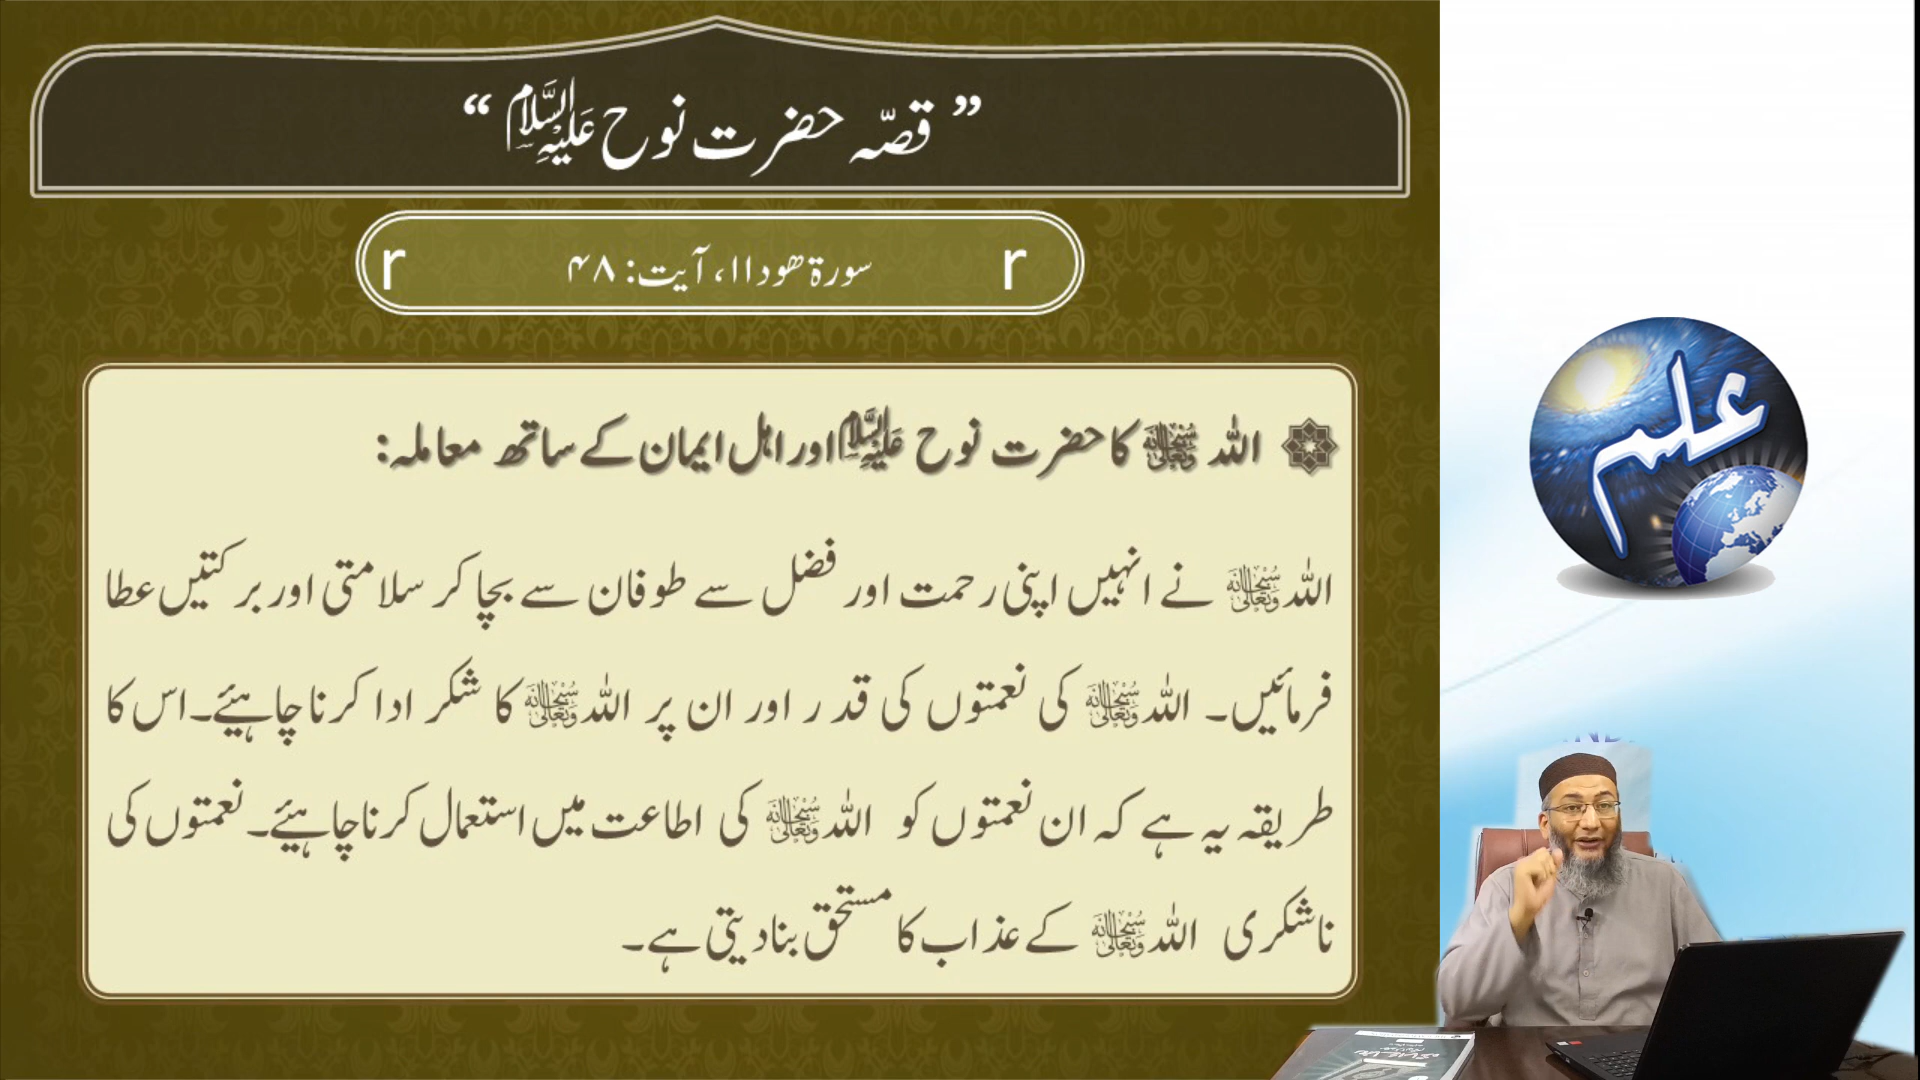 ” قصّہ حضرت نوح علیہ السلام “
r سورۃ ھود ۱۱، آیت: ۴۸ r
اللہ سبحانہ وتعالیٰ کا حضرت نوح علیہ السلام اور اہل ایمان کے ساتھ معاملہ:
اللہ سبحانہ وتعالیٰ نے انہیں اپنی رحمت اور فضل سے طوفان سے بچا کر سلامتی اور برکتیں عطا
فرمائیں۔ اللہ سبحانہ وتعالیٰ کی نعمتوں کی قدر اور ان پر اللہ سبحانہ وتعالیٰ کا شکر ادا کرنا چاہیئے۔ اس کا
طریقہ یہ ہے کہ ان نعمتوں کو اللہ سبحانہ وتعالیٰ کی اطاعت میں استعمال کرنا چاہیئے۔ نعمتوں کی
ناشکری اللہ سبحانہ وتعالیٰ کے عذاب کا مستحق بنا دیتی ہے۔
علم